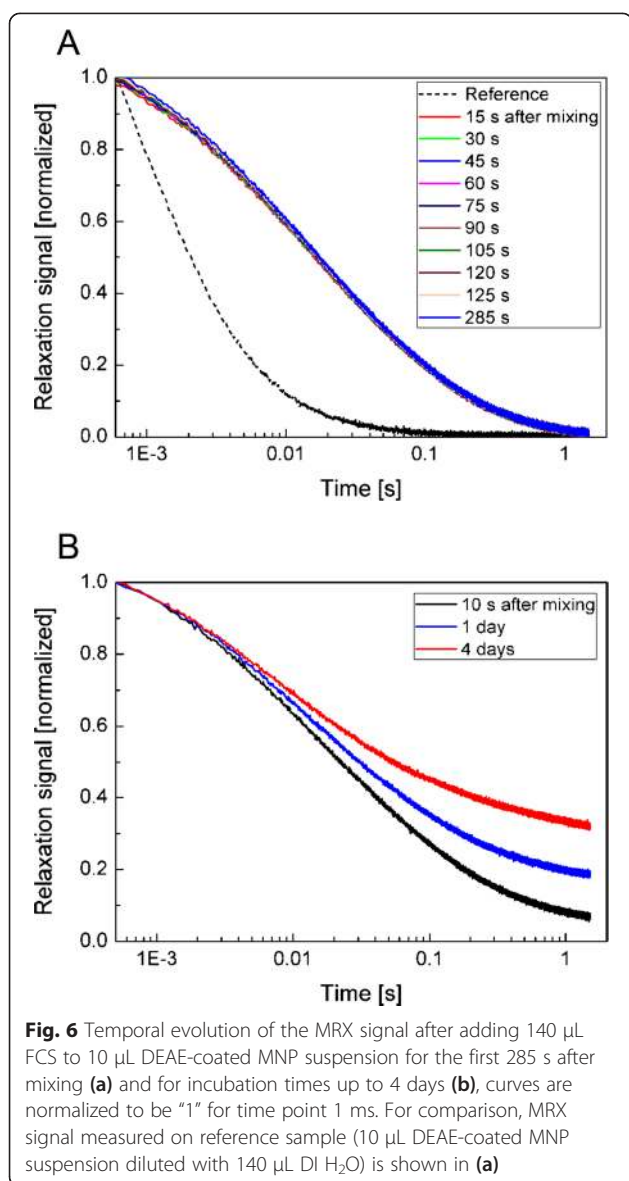 A
1.0
0.8
0.6
0.4
0.2
0.0
Relaxation signal [normalized]
Reference
15 s after mixing
30 s
45 s
60 s
75 s
90 s
105 s
120 s
125 s
285 s
1E-3
0.01
0.1
1
Time [s]
B
1.0
0.8
0.6
0.4
0.2
0.0
Relaxation signal [normalized]
10 s after mixing
1 day
4 days
1E-3
0.01
0.1
1
Time [s]
Fig. 6 Temporal evolution of the MRX signal after adding 140 μL
FCS to 10 μL DEAE-coated MNP suspension for the first 285 s after
mixing (a) and for incubation times up to 4 days (b), curves are
normalized to be “1” for time point 1 ms. For comparison, MRX
signal measured on reference sample (10 μL DEAE-coated MNP
suspension diluted with 140 μL DI H₂O) is shown in (a)